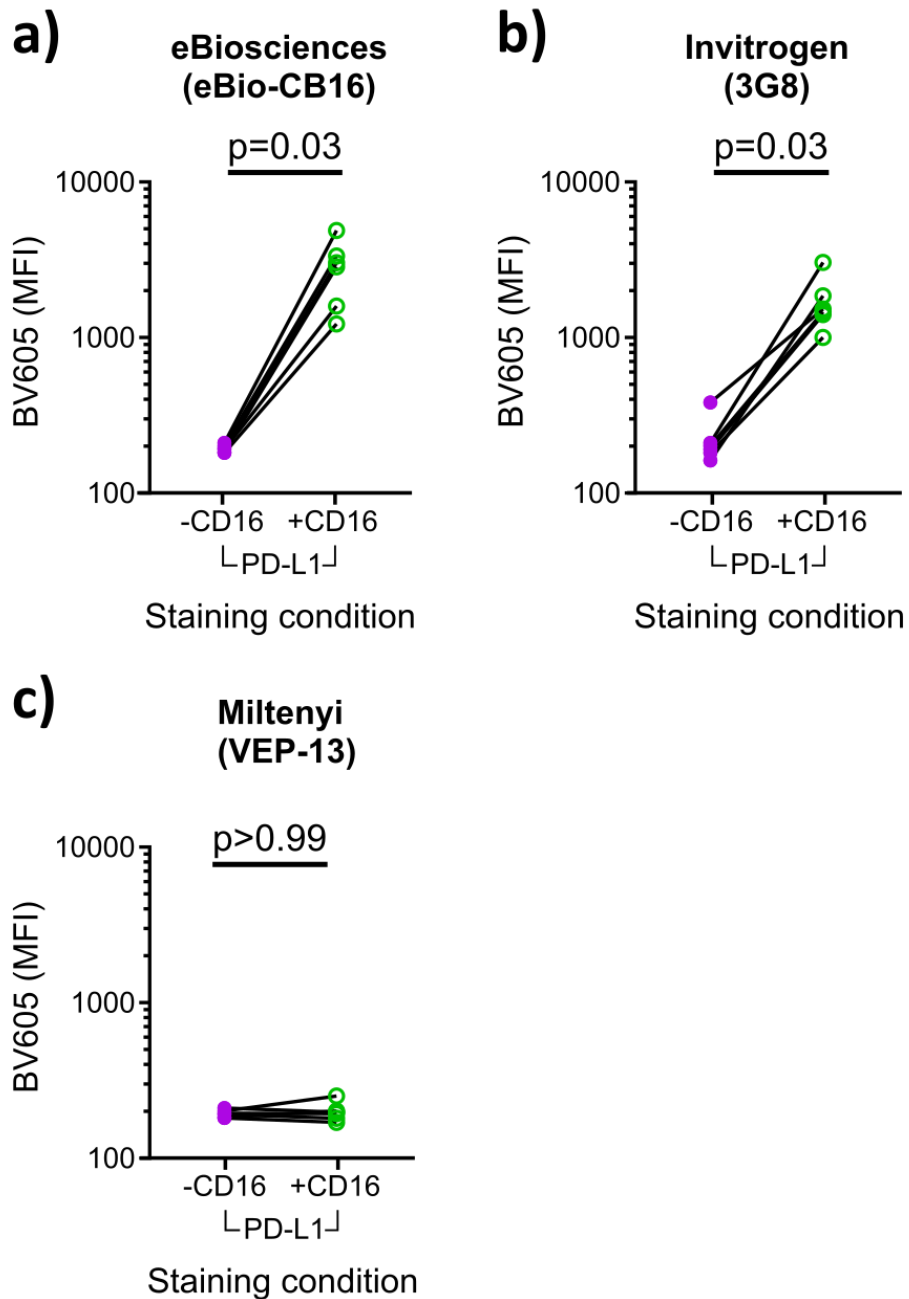 a)
eBiosciences
(eBio-CB16)
p=0.03
10000
1000
100
BV605 (MFI)
-CD16 +CD16
PD-L1
Staining condition
b)
Invitrogen
(3G8)
p=0.03
10000
1000
100
BV605 (MFI)
-CD16 +CD16
PD-L1
Staining condition
c)
Miltenyi
(VEP-13)
p>0.99
10000
1000
100
BV605 (MFI)
-CD16 +CD16
PD-L1
Staining condition